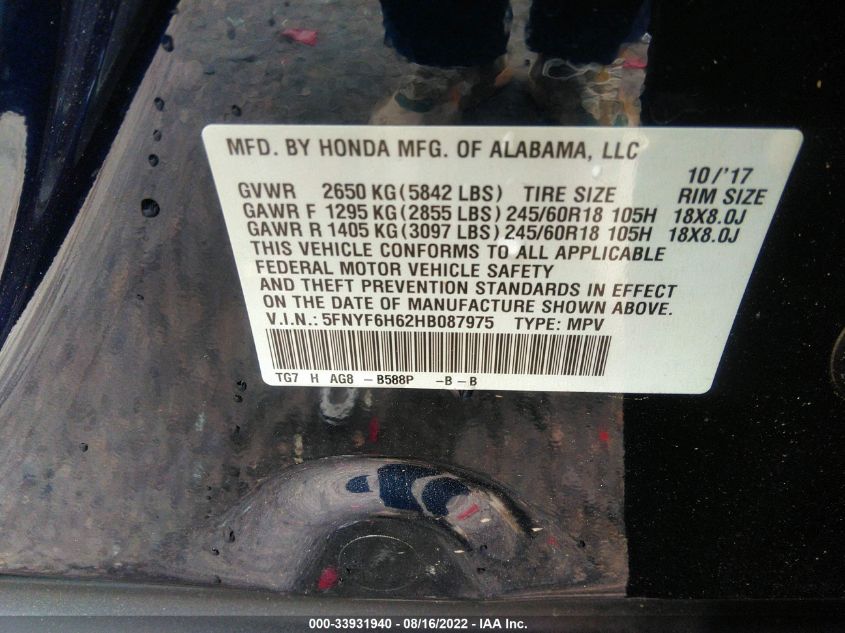 MFD. BY HONDA MFG. OF ALABAMA, LLC
10/'17
GVWR 2650 KG(5842 LBS) TIRE SIZE RIM SIZE
GAWR F 1295 KG(2855 LBS)245/60R18 105H 18X8.0J
GAWR R 1405 KG(3097 LBS)245/60R18 105H 18X8.0J
THIS VEHICLE CONFORMS TO ALL APPLICABLE
FEDERAL MOTOR VEHICLE SAFETY
AND THEFT PREVENTION STANDARDS IN EFFECT
ON THE DATE OF MANUFACTURE SHOWN ABOVE.
V.I.N.: 5FNYF6H62HB087975 TYPE: MPV
TG7 H AG8 -B588P -B-B
000-33931940 - 08/16/2022 - IAA Inc.